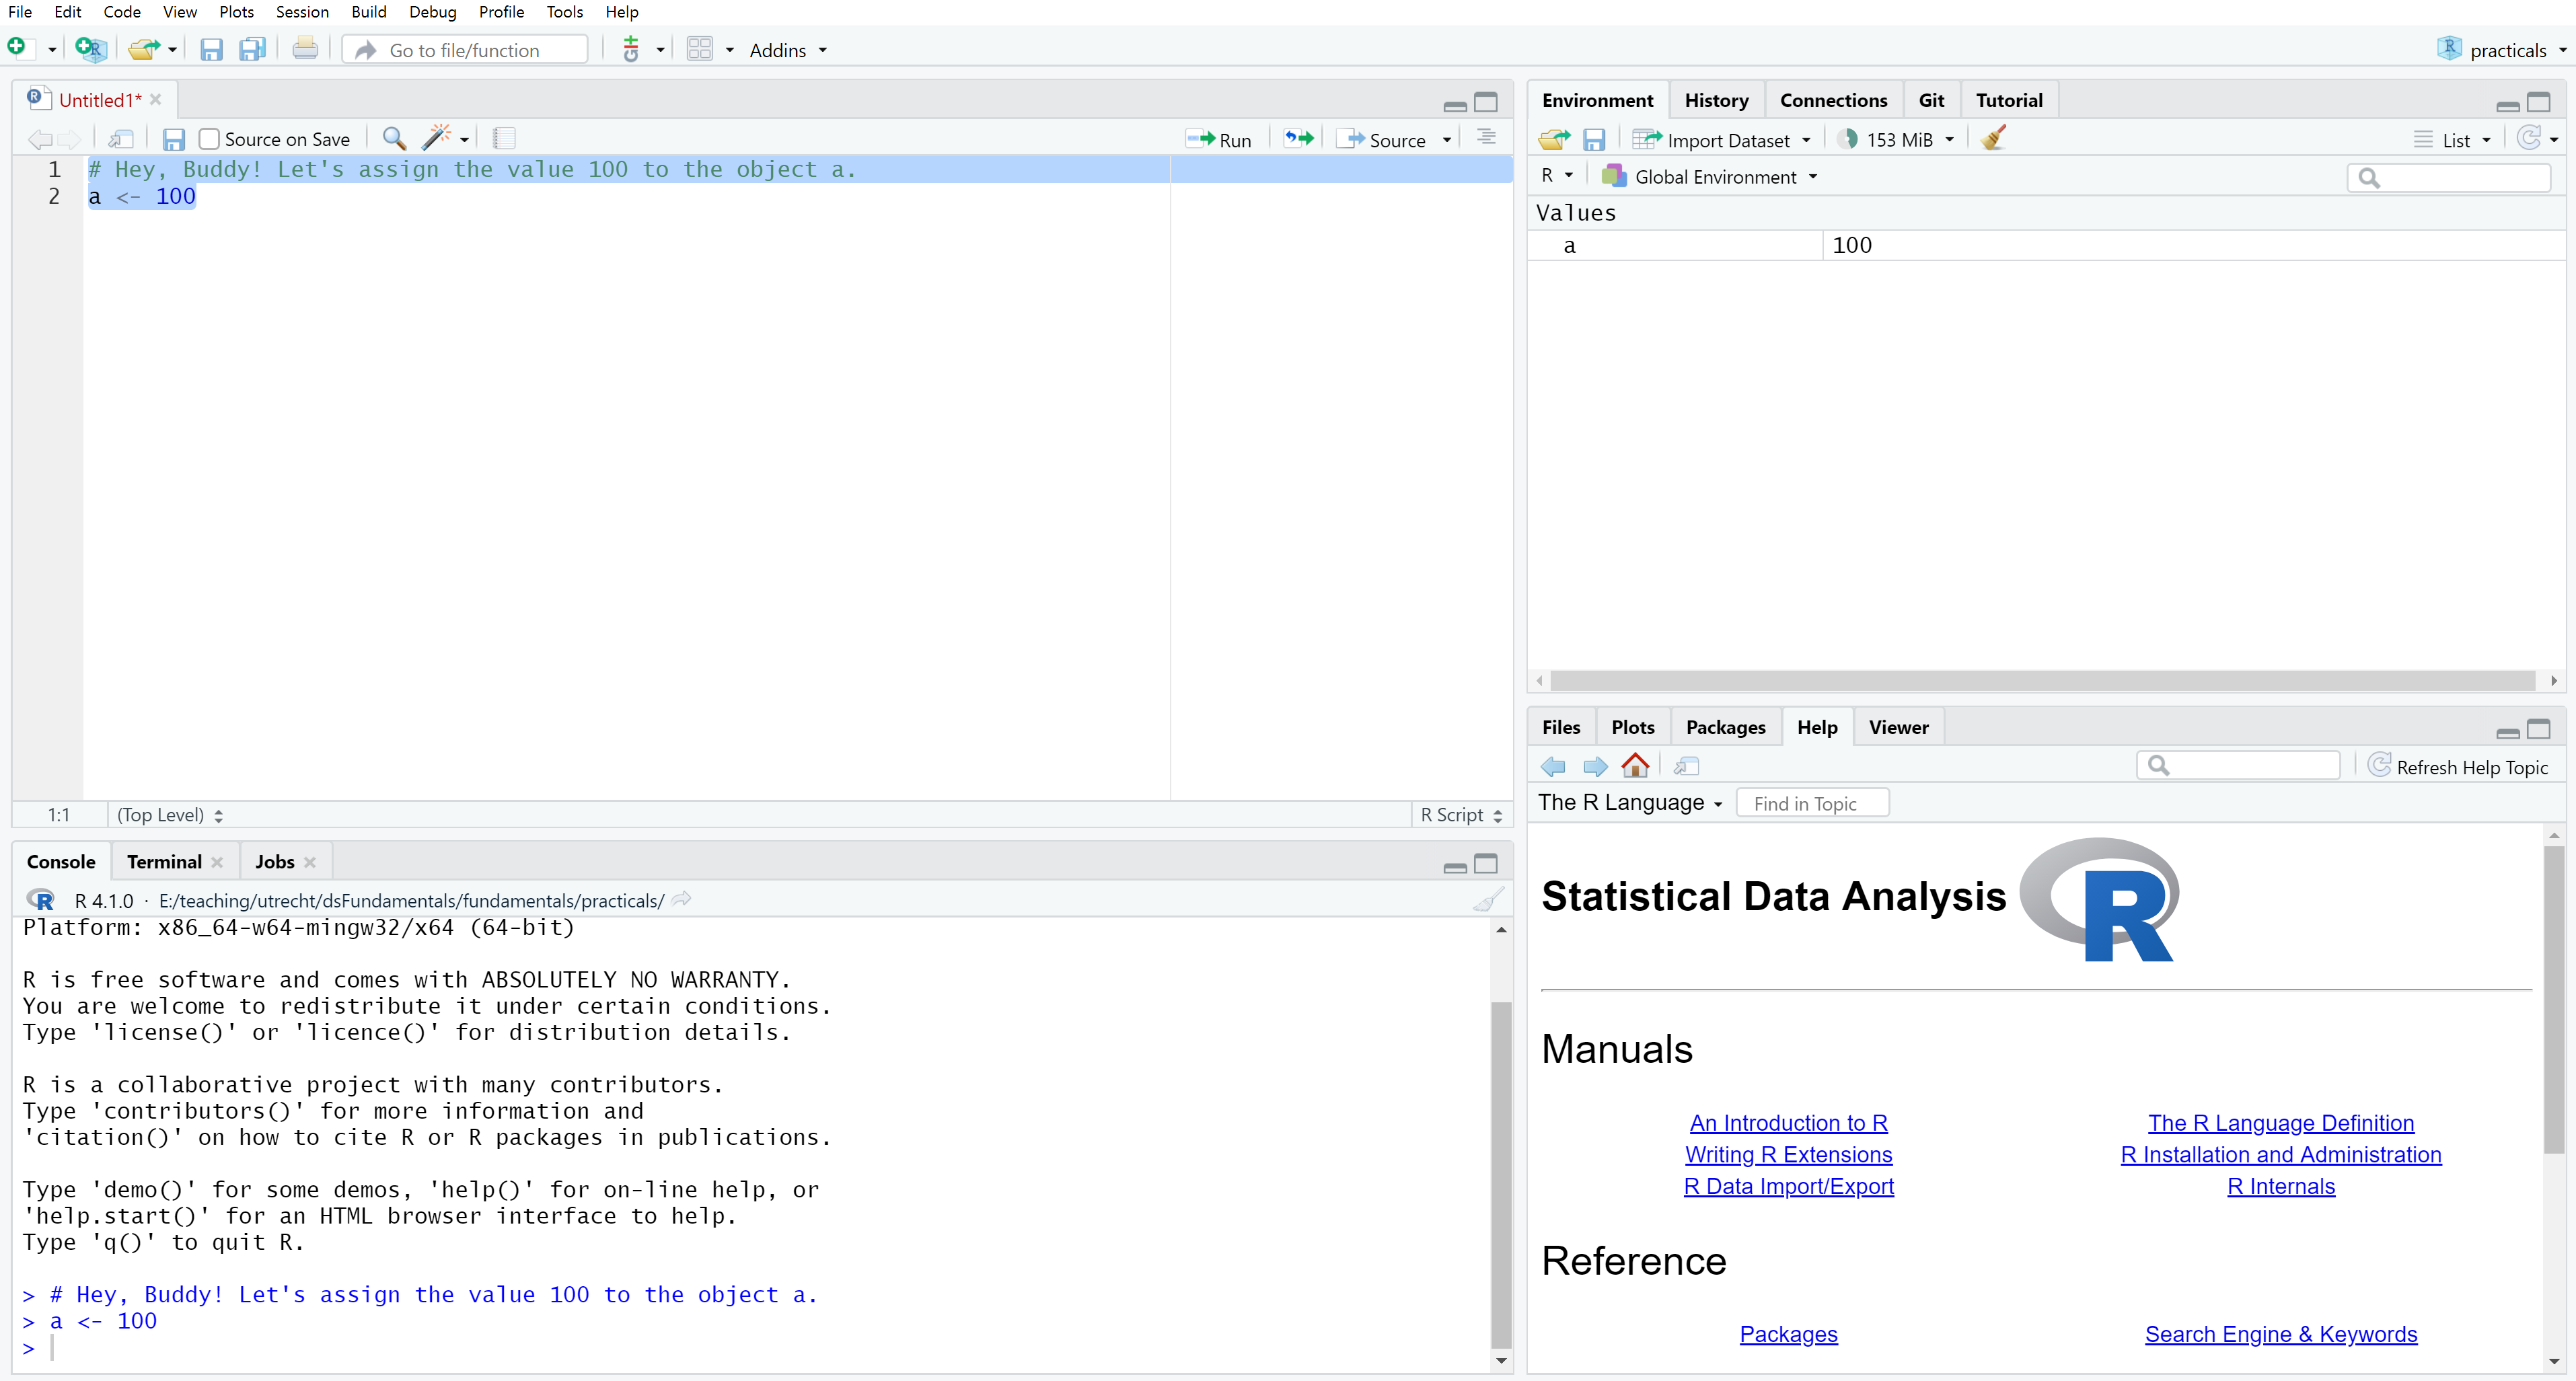 File Edit Code View Plots Session Build Debug Profile Tools Help
Go to file/function Addins practicals
Untitled1*
Source on Save Run Source
1 # Hey, Buddy! Let's assign the value 100 to the object a.
2 a <- 100
1:1 (Top Level) R Script
Console Terminal Jobs
R 4.1.0 · E:/teaching/utrecht/dsFundamentals/fundamentals/practicals/
Platform: x86_64-w64-mingw32/x64 (64-bit)
R is free software and comes with ABSOLUTELY NO WARRANTY.
You are welcome to redistribute it under certain conditions.
Type 'license()' or 'licence()' for distribution details.
R is a collaborative project with many contributors.
Type 'contributors()' for more information and
'citation()' on how to cite R or R packages in publications.
Type 'demo()' for some demos, 'help()' for on-line help, or
'help.start()' for an HTML browser interface to help.
Type 'q()' to quit R.
> # Hey, Buddy! Let's assign the value 100 to the object a.
> a <- 100
>
Environment History Connections Git Tutorial
Import Dataset 153 MiB List
R Global Environment
Values
a 100
Files Plots Packages Help Viewer
Refresh Help Topic
The R Language Find in Topic
Statistical Data Analysis R
Manuals
An Introduction to R The R Language Definition
Writing R Extensions R Installation and Administration
R Data Import/Export R Internals
Reference
Packages Search Engine & Keywords